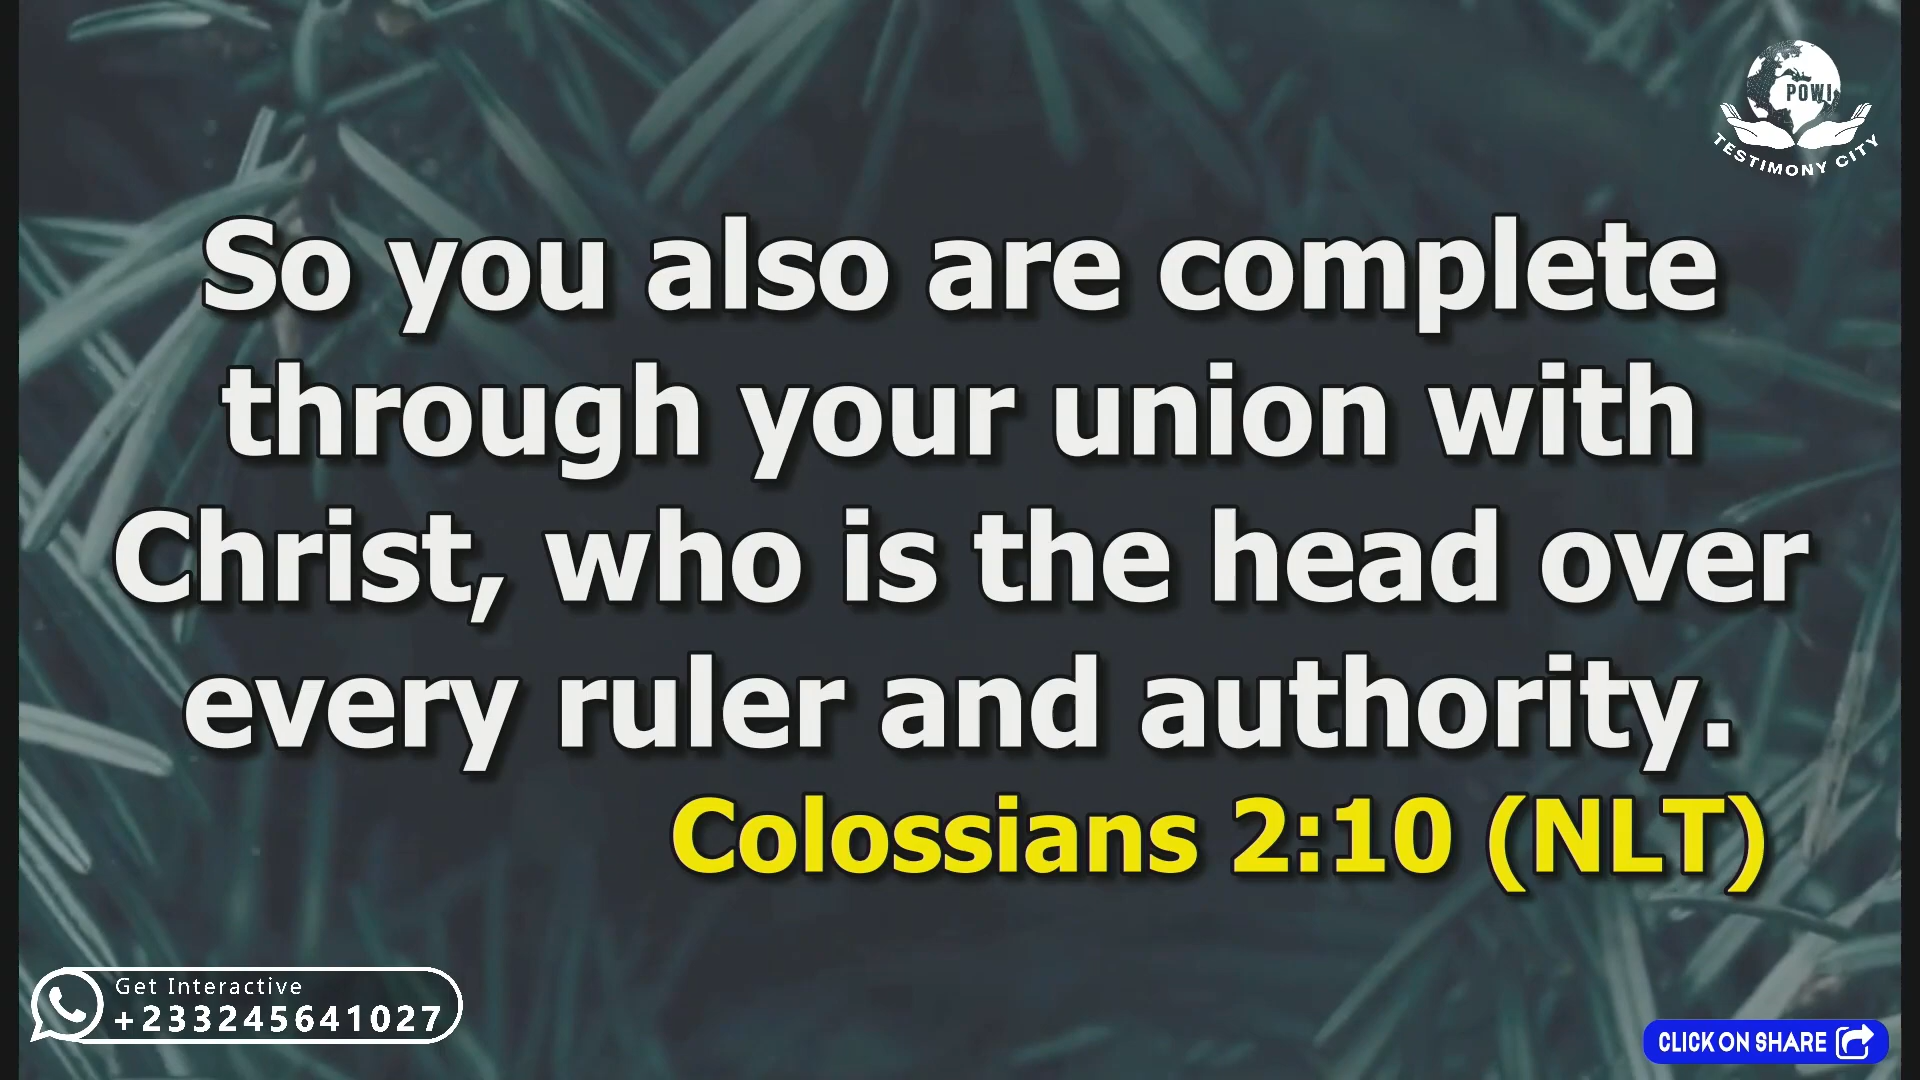 POWI
TESTIMONY CITY
So you also are complete
through your union with
Christ, who is the head over
every ruler and authority.
Colossians 2:10 (NLT)
Get Interactive
+233245641027
CLICK ON SHARE